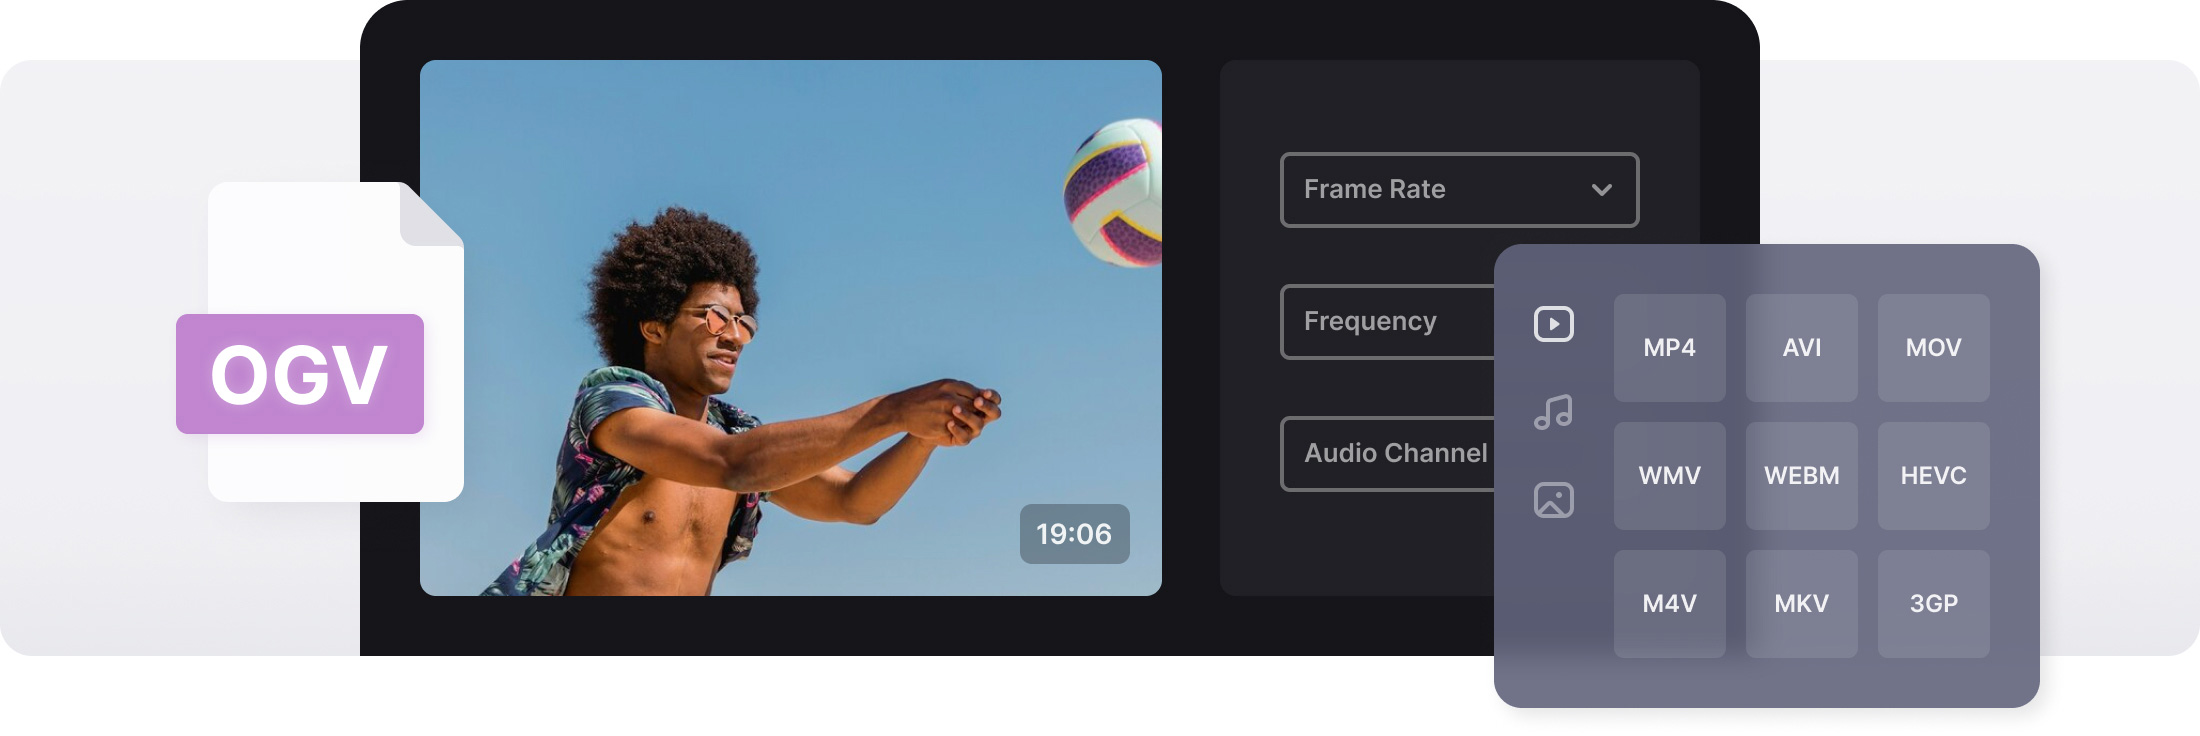 OGV
19:06
Frame Rate
Frequency
Audio Channel
MP4 AVI MOV
WMV WEBM HEVC
M4V MKV 3GP